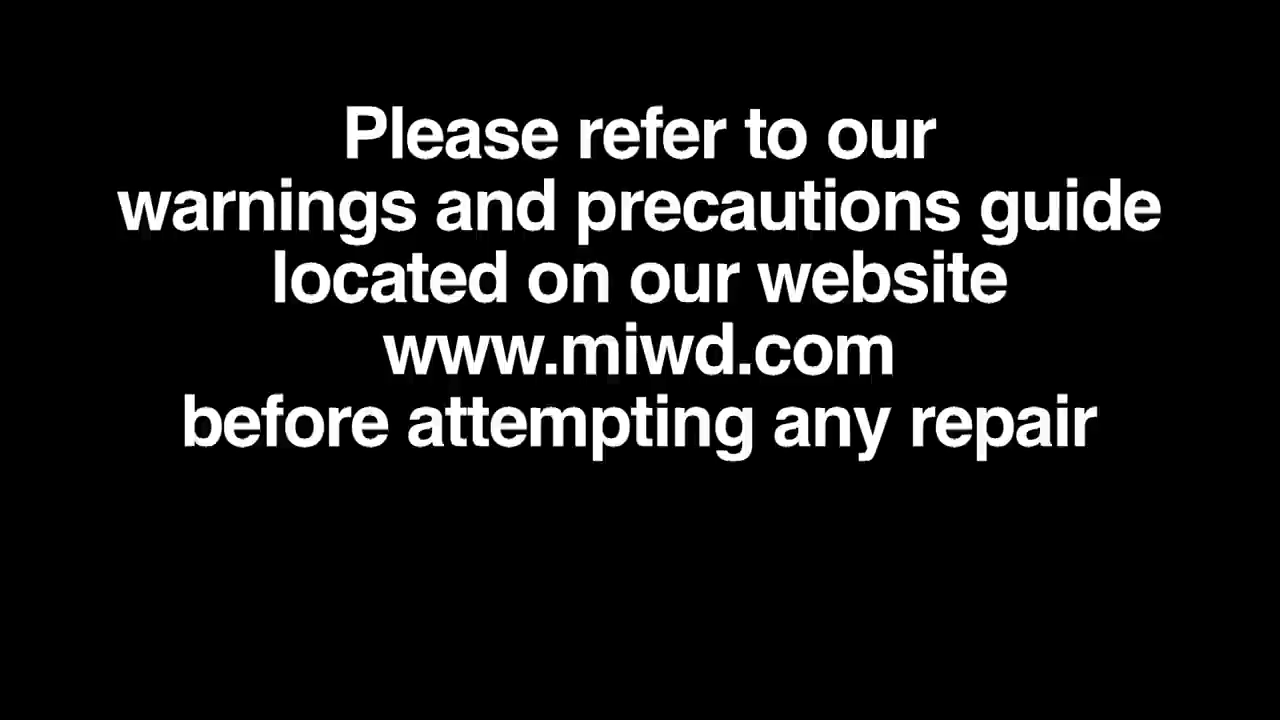 Please refer to our
warnings and precautions guide
located on our website
www.miwd.com
before attempting any repair